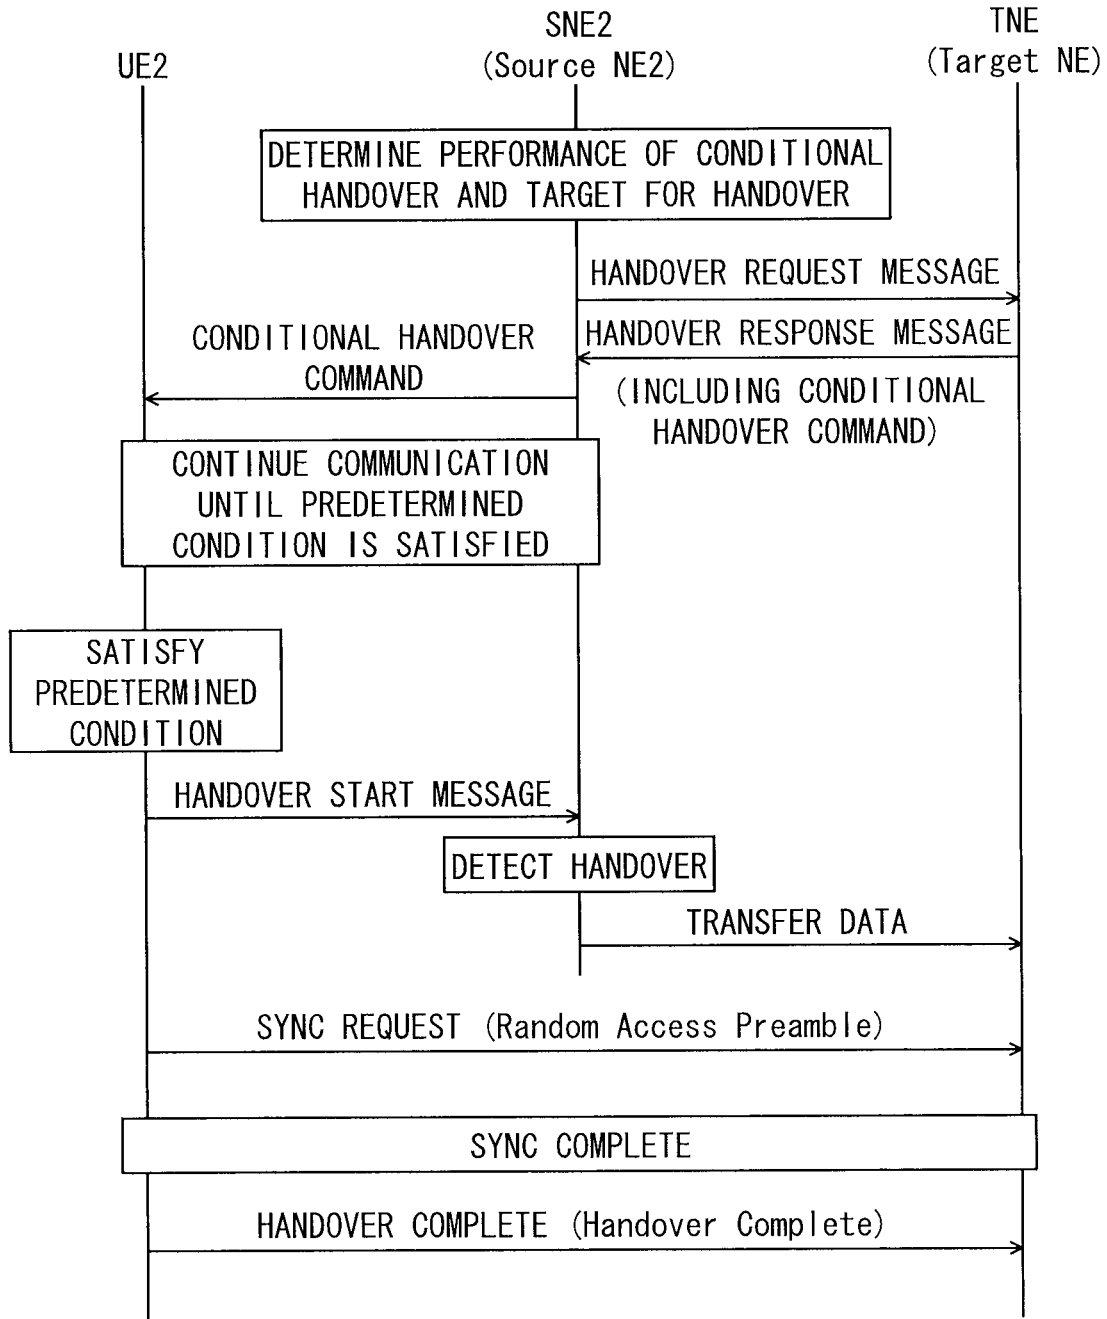 UE2
SNE2
(Source NE2)
TNE
(Target NE)
DETERMINE PERFORMANCE OF CONDITIONAL
HANDOVER AND TARGET FOR HANDOVER
HANDOVER REQUEST MESSAGE
HANDOVER RESPONSE MESSAGE
(INCLUDING CONDITIONAL
HANDOVER COMMAND)
CONDITIONAL HANDOVER
COMMAND
CONTINUE COMMUNICATION
UNTIL PREDETERMINED
CONDITION IS SATISFIED
SATISFY
PREDETERMINED
CONDITION
HANDOVER START MESSAGE
DETECT HANDOVER
TRANSFER DATA
SYNC REQUEST (Random Access Preamble)
SYNC COMPLETE
HANDOVER COMPLETE (Handover Complete)